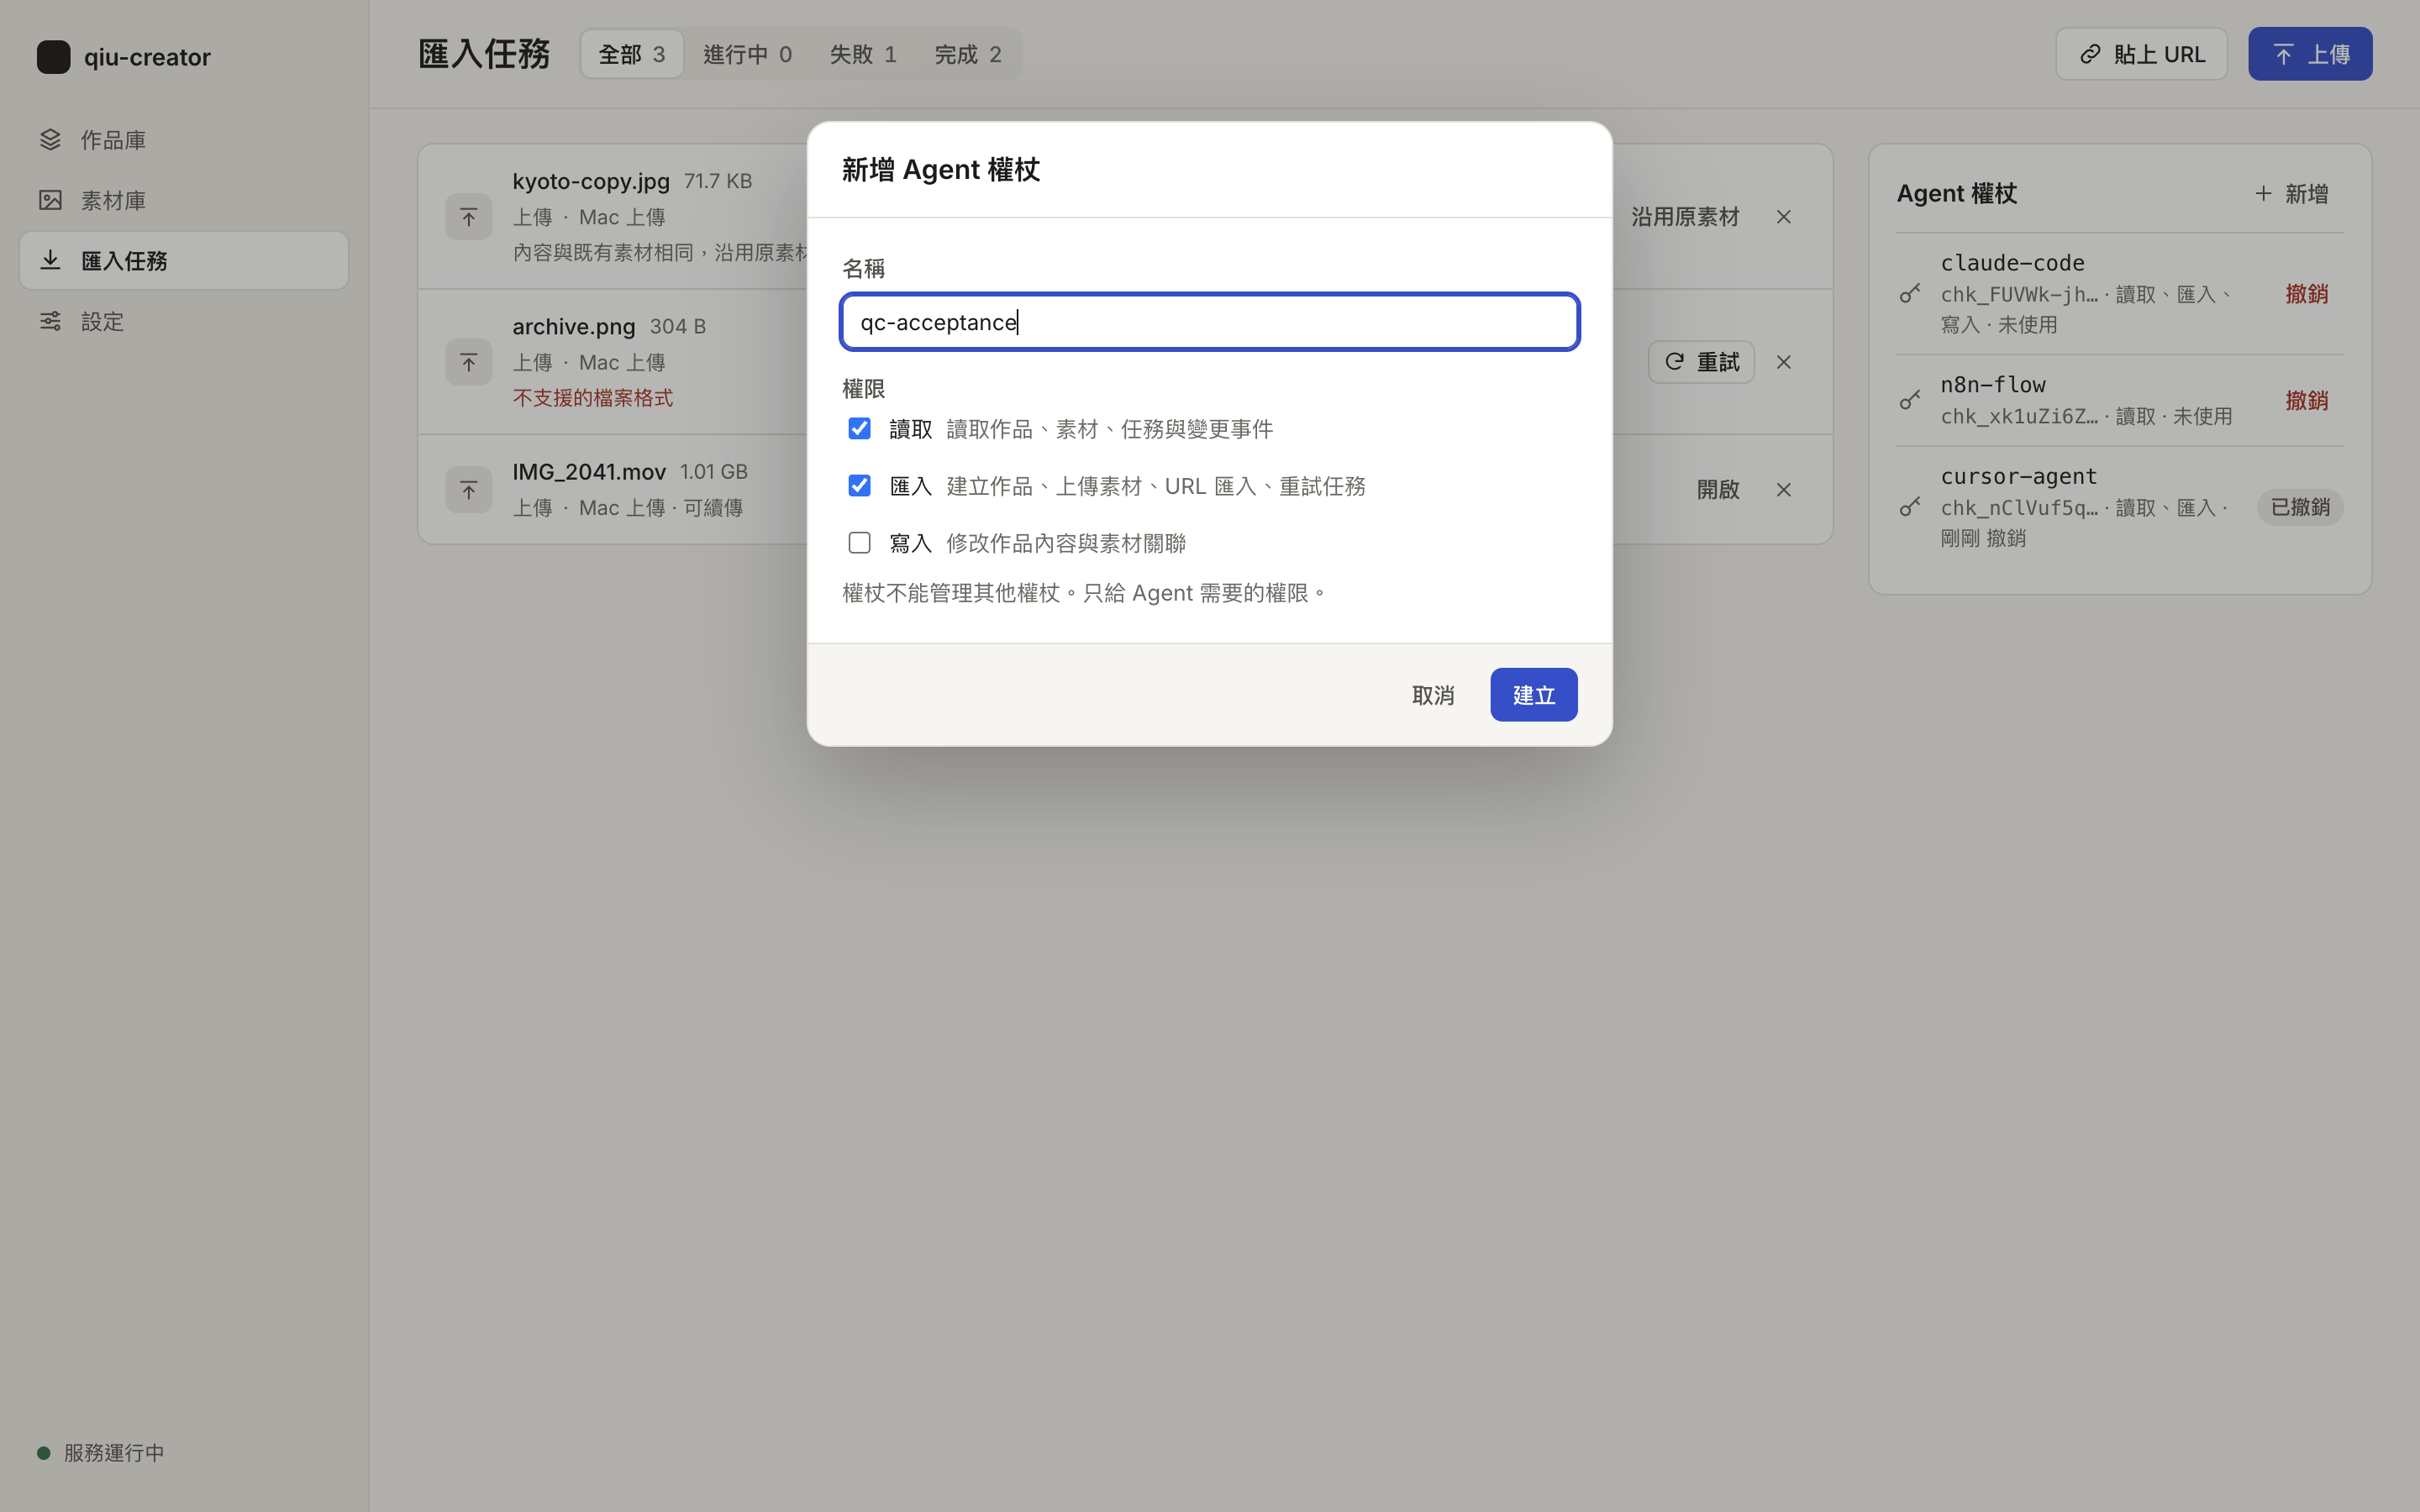 qiu-creator
作品庫
素材庫
匯入任務
設定
服務運行中
匯入任務
全部 3
進行中 0
失敗 1
完成 2
貼上 URL
上傳
kyoto-copy.jpg 71.7 KB
上傳 · Mac 上傳
內容與既有素材相同，沿用原素材
沿用原素材
archive.png 304 B
上傳 · Mac 上傳
不支援的檔案格式
重試
IMG_2041.mov 1.01 GB
上傳 · Mac 上傳 · 可續傳
開啟
新增 Agent 權杖
名稱
qc-acceptance
權限
讀取 讀取作品、素材、任務與變更事件
匯入 建立作品、上傳素材、URL 匯入、重試任務
寫入 修改作品內容與素材關聯
權杖不能管理其他權杖。只給 Agent 需要的權限。
取消
建立
Agent 權杖
新增
claude-code
chk_FUVWk-jh… · 讀取、匯入、
寫入 · 未使用
撤銷
n8n-flow
chk_xk1uZi6Z… · 讀取 · 未使用
撤銷
cursor-agent
chk_nClVuf5q… · 讀取、匯入 ·
剛剛 撤銷
已撤銷